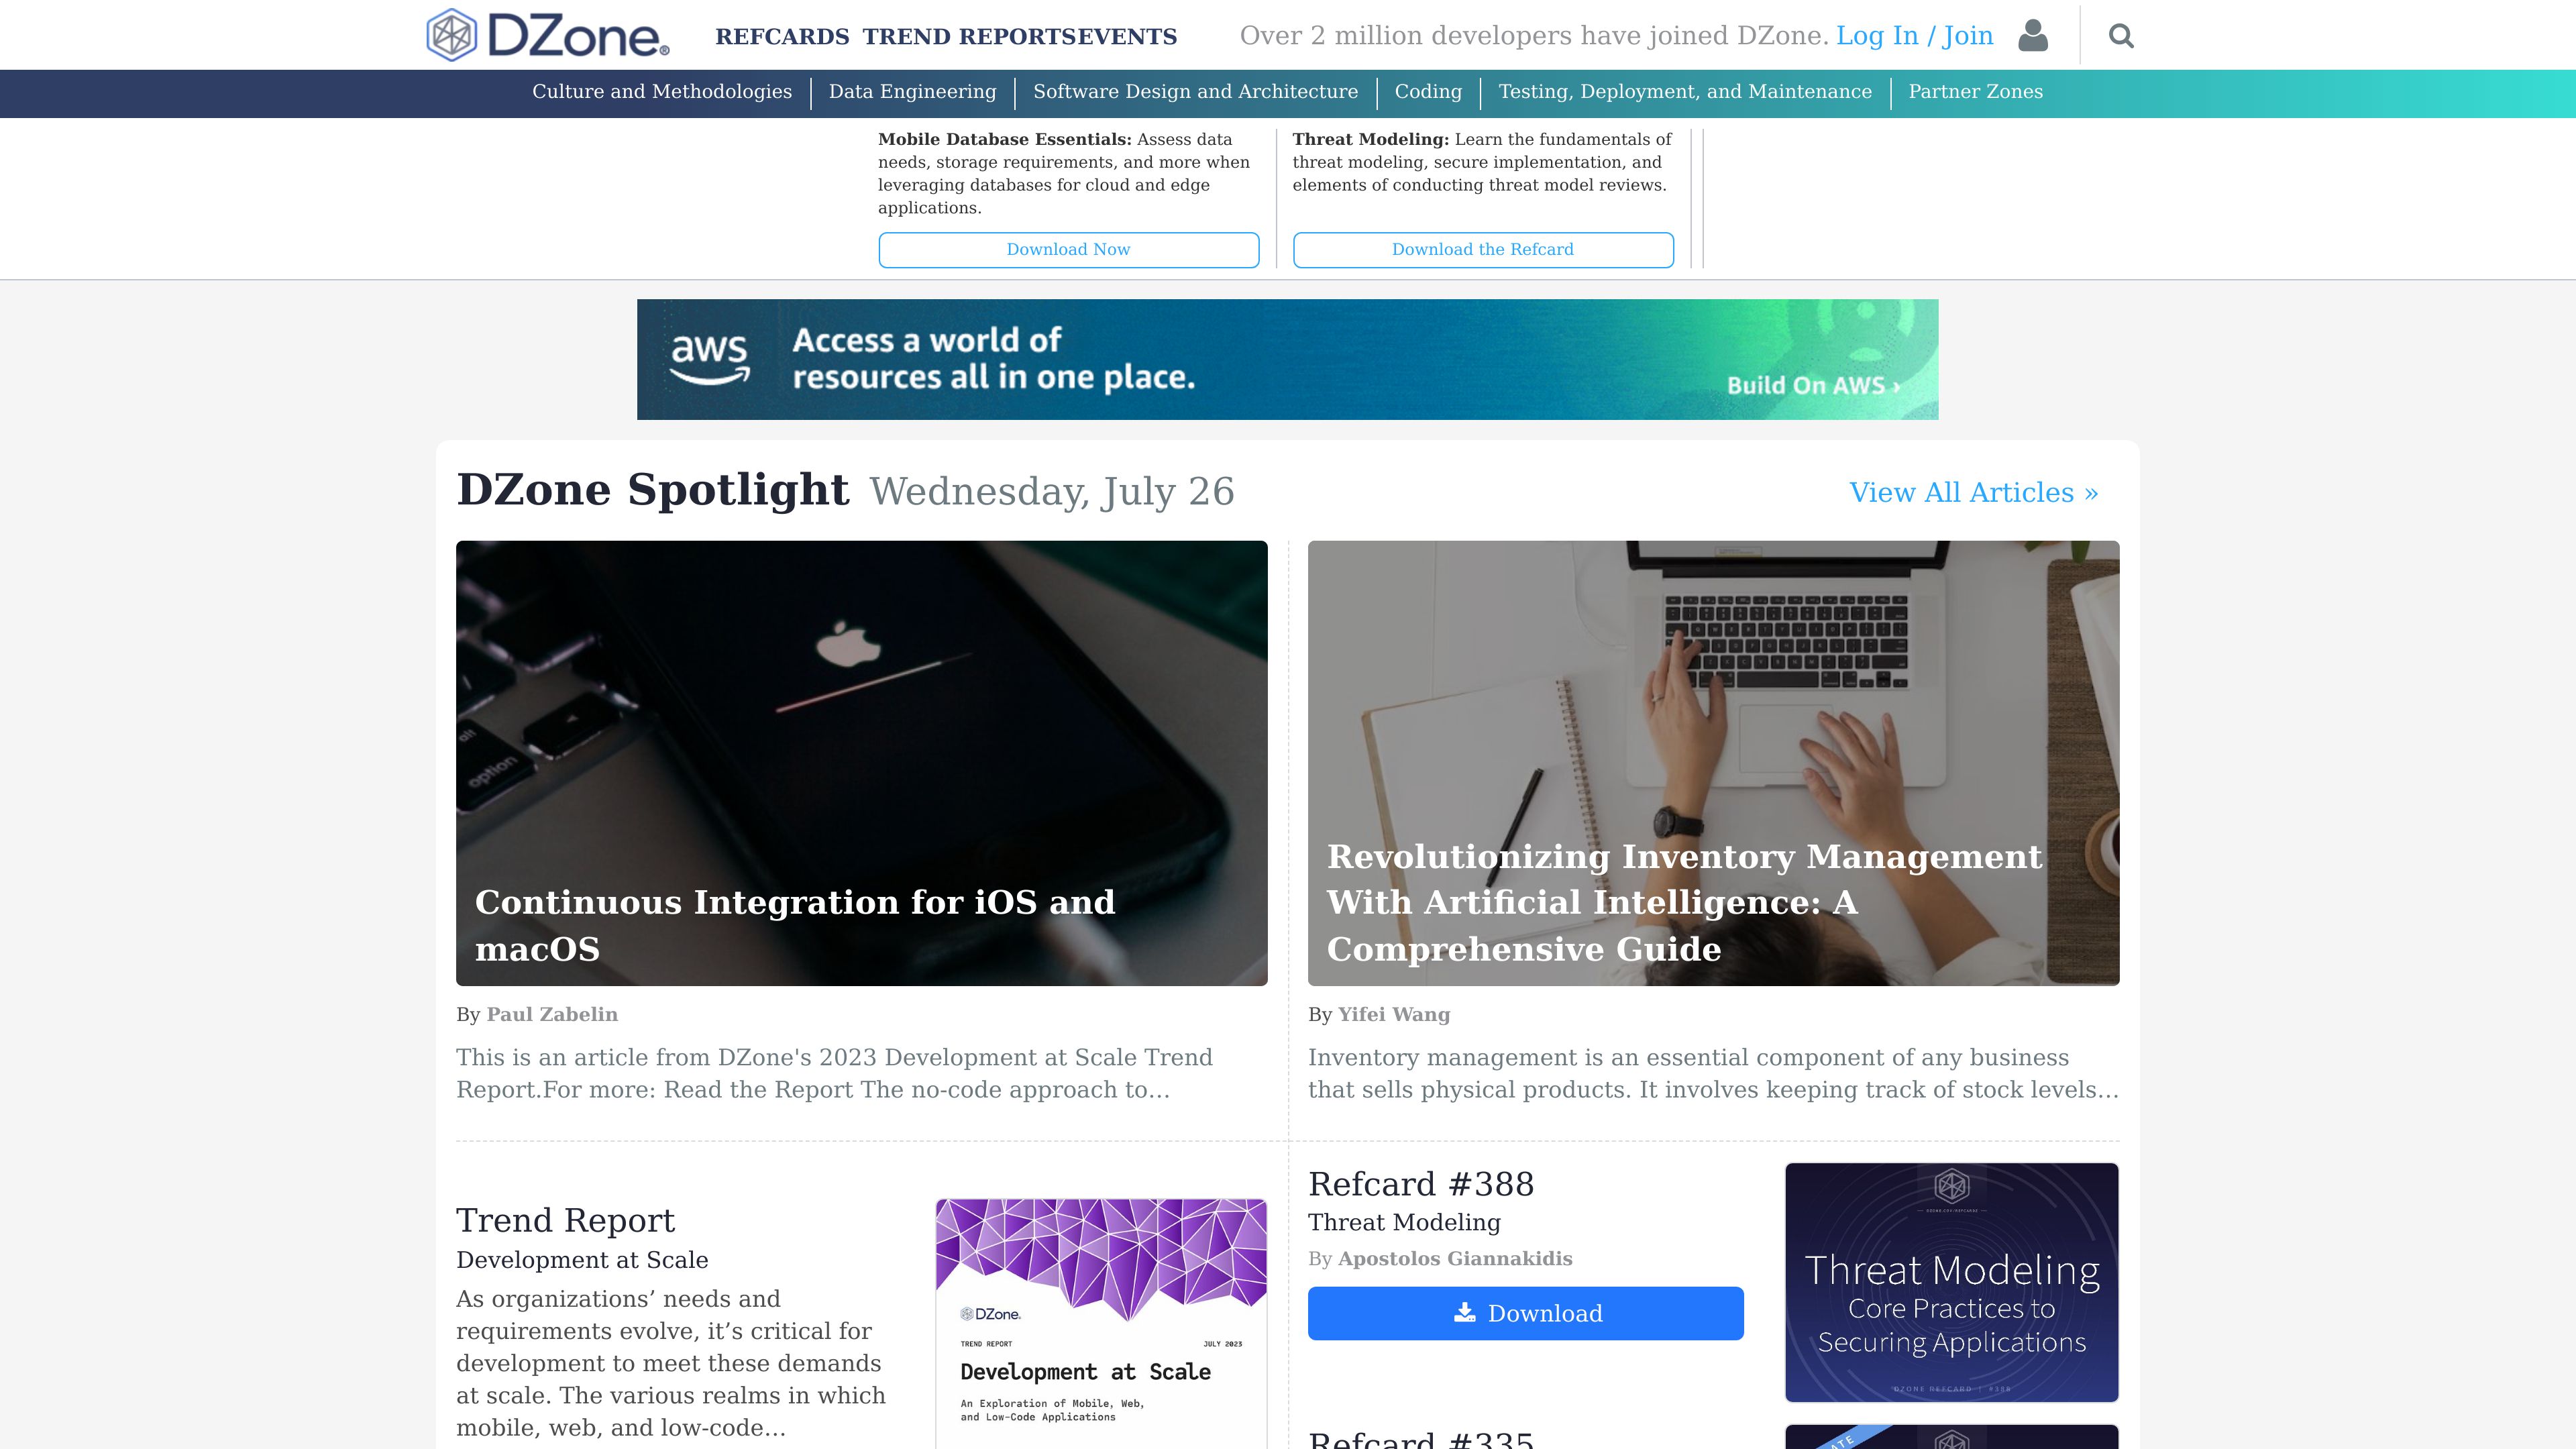 DZone®
REFCARDS TREND REPORTS EVENTS
Over 2 million developers have joined DZone. Log In / Join
Culture and Methodologies
Data Engineering
Software Design and Architecture
Coding
Testing, Deployment, and Maintenance
Partner Zones
Mobile Database Essentials: Assess data
needs, storage requirements, and more when
leveraging databases for cloud and edge
applications.
Download Now
Threat Modeling: Learn the fundamentals of
threat modeling, secure implementation, and
elements of conducting threat model reviews.
Download the Refcard
aws
Access a world of
resources all in one place.
Build On AWS ›
DZone Spotlight Wednesday, July 26
View All Articles »
option
Continuous Integration for iOS and
macOS
By Paul Zabelin
This is an article from DZone's 2023 Development at Scale Trend
Report.For more: Read the Report The no-code approach to...
Revolutionizing Inventory Management
With Artificial Intelligence: A
Comprehensive Guide
By Yifei Wang
Inventory management is an essential component of any business
that sells physical products. It involves keeping track of stock levels...
Trend Report
Development at Scale
As organizations’ needs and
requirements evolve, it’s critical for
development to meet these demands
at scale. The various realms in which
mobile, web, and low-code...
DZone.
TREND REPORT
JULY 2023
Development at Scale
An Exploration of Mobile, Web,
and Low-Code Applications
Refcard #388
Threat Modeling
By Apostolos Giannakidis
Download
DZONE.COM/REFCARDZ
Threat Modeling
Core Practices to
Securing Applications
DZONE REFCARD | #388
Refcard #335